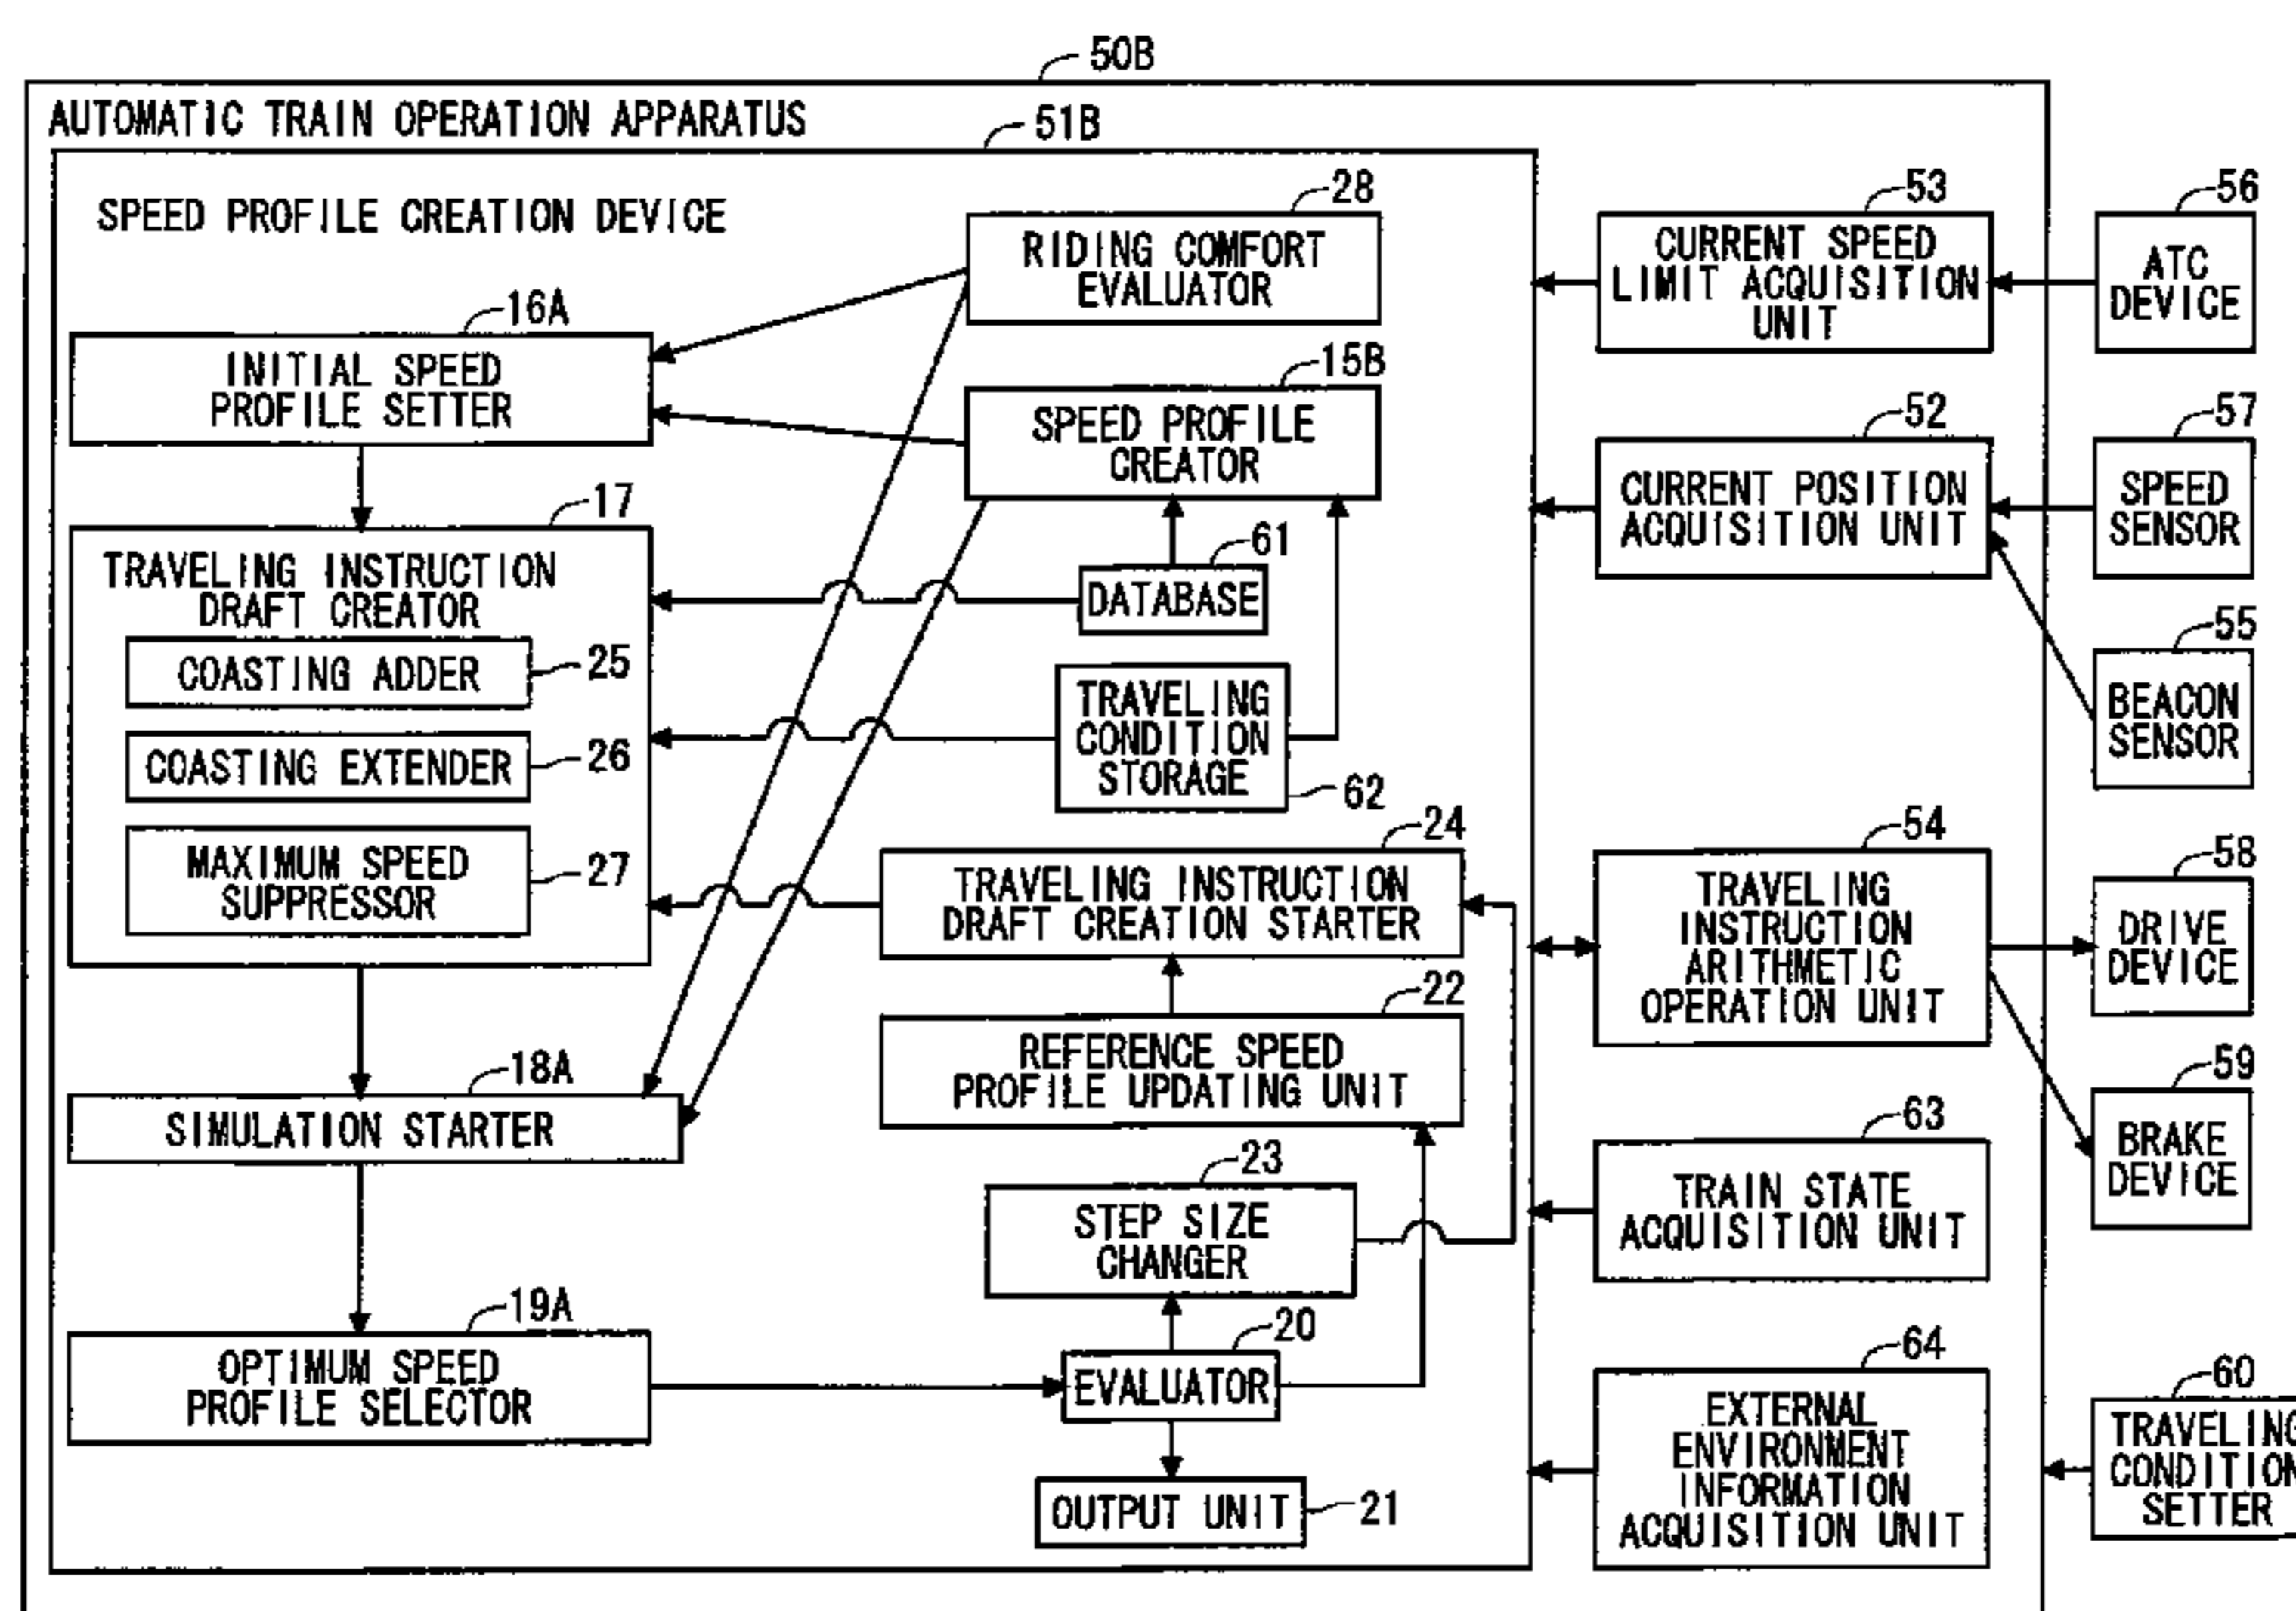 50B
AUTOMATIC TRAIN OPERATION APPARATUS
51B
SPEED PROFILE CREATION DEVICE
28
RIDING COMFORT
EVALUATOR
16A
INITIAL SPEED
PROFILE SETTER
15B
SPEED PROFILE
CREATOR
17
TRAVELING INSTRUCTION
DRAFT CREATOR
COASTING ADDER
25
COASTING EXTENDER
26
MAXIMUM SPEED
SUPPRESSOR
27
61
DATABASE
TRAVELING
CONDITION
STORAGE
62
24
TRAVELING INSTRUCTION
DRAFT CREATION STARTER
22
REFERENCE SPEED
PROFILE UPDATING UNIT
18A
SIMULATION STARTER
23
STEP SIZE
CHANGER
19A
OPTIMUM SPEED
PROFILE SELECTOR
20
EVALUATOR
OUTPUT UNIT
21
53
CURRENT SPEED
LIMIT ACQUISITION
UNIT
52
CURRENT POSITION
ACQUISITION UNIT
54
TRAVELING
INSTRUCTION
ARITHMETIC
OPERATION UNIT
63
TRAIN STATE
ACQUISITION UNIT
64
EXTERNAL
ENVIRONMENT
INFORMATION
ACQUISITION UNIT
56
ATC
DEVICE
57
SPEED
SENSOR
55
BEACON
SENSOR
58
DRIVE
DEVICE
59
BRAKE
DEVICE
60
TRAVELING
CONDITION
SETTER